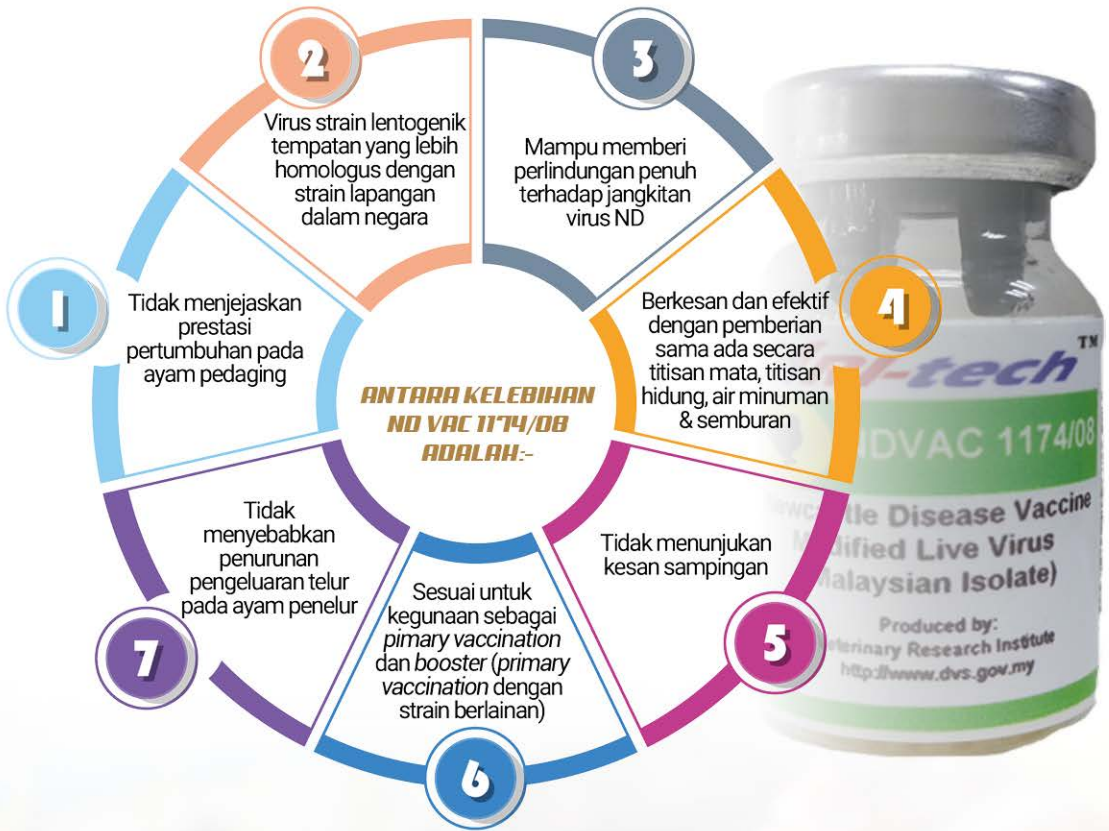 ANTARA KELEBIHAN
ND VAC 1174/08
ADALAH:-
1
Tidak menjejaskan
prestasi
pertumbuhan pada
ayam pedaging
2
Virus strain lentogenik
tempatan yang lebih
homologus dengan
strain lapangan
dalam negara
3
Mampu memberi
perlindungan penuh
terhadap jangkitan
virus ND
4
Berkesan dan efektif
dengan pemberian
sama ada secara
titisan mata, titisan
hidung, air minuman
& semburan
5
Tidak menunjukan
kesan sampingan
6
Sesuai untuk
kegunaan sebagai
pimary vaccination
dan booster (primary
vaccination dengan
strain berlainan)
7
Tidak
menyebabkan
penurunan
pengeluaran telur
pada ayam penelur
-tech TM
NDVAC 1174/08
Disease Vaccine
Live Virus
Malaysian Isolate)
Produced by:
Veterinary Research Institute
http://www.dvs.gov.my